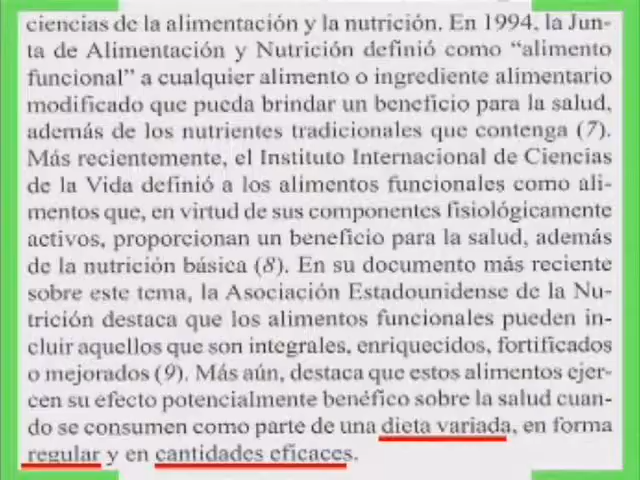 ciencias de la alimentación y la nutrición. En 1994, la Jun-
ta de Alimentación y Nutrición definió como “alimento
funcional” a cualquier alimento o ingrediente alimentario
modificado que pueda brindar un beneficio para la salud,
además de los nutrientes tradicionales que contenga (7).
Más recientemente, el Instituto Internacional de Ciencias
de la Vida definió a los alimentos funcionales como ali-
mentos que, en virtud de sus componentes fisiológicamente
activos, proporcionan un beneficio para la salud, además
de la nutrición básica (8). En su documento más reciente
sobre este tema, la Asociación Estadounidense de la Nu-
trición destaca que los alimentos funcionales pueden in-
cluir aquellos que son integrales, enriquecidos, fortificados
o mejorados (9). Más aún, destaca que estos alimentos ejer-
cen su efecto potencialmente benéfico sobre la salud cuan-
do se consumen como parte de una dieta variada, en forma
regular y en cantidades eficaces.